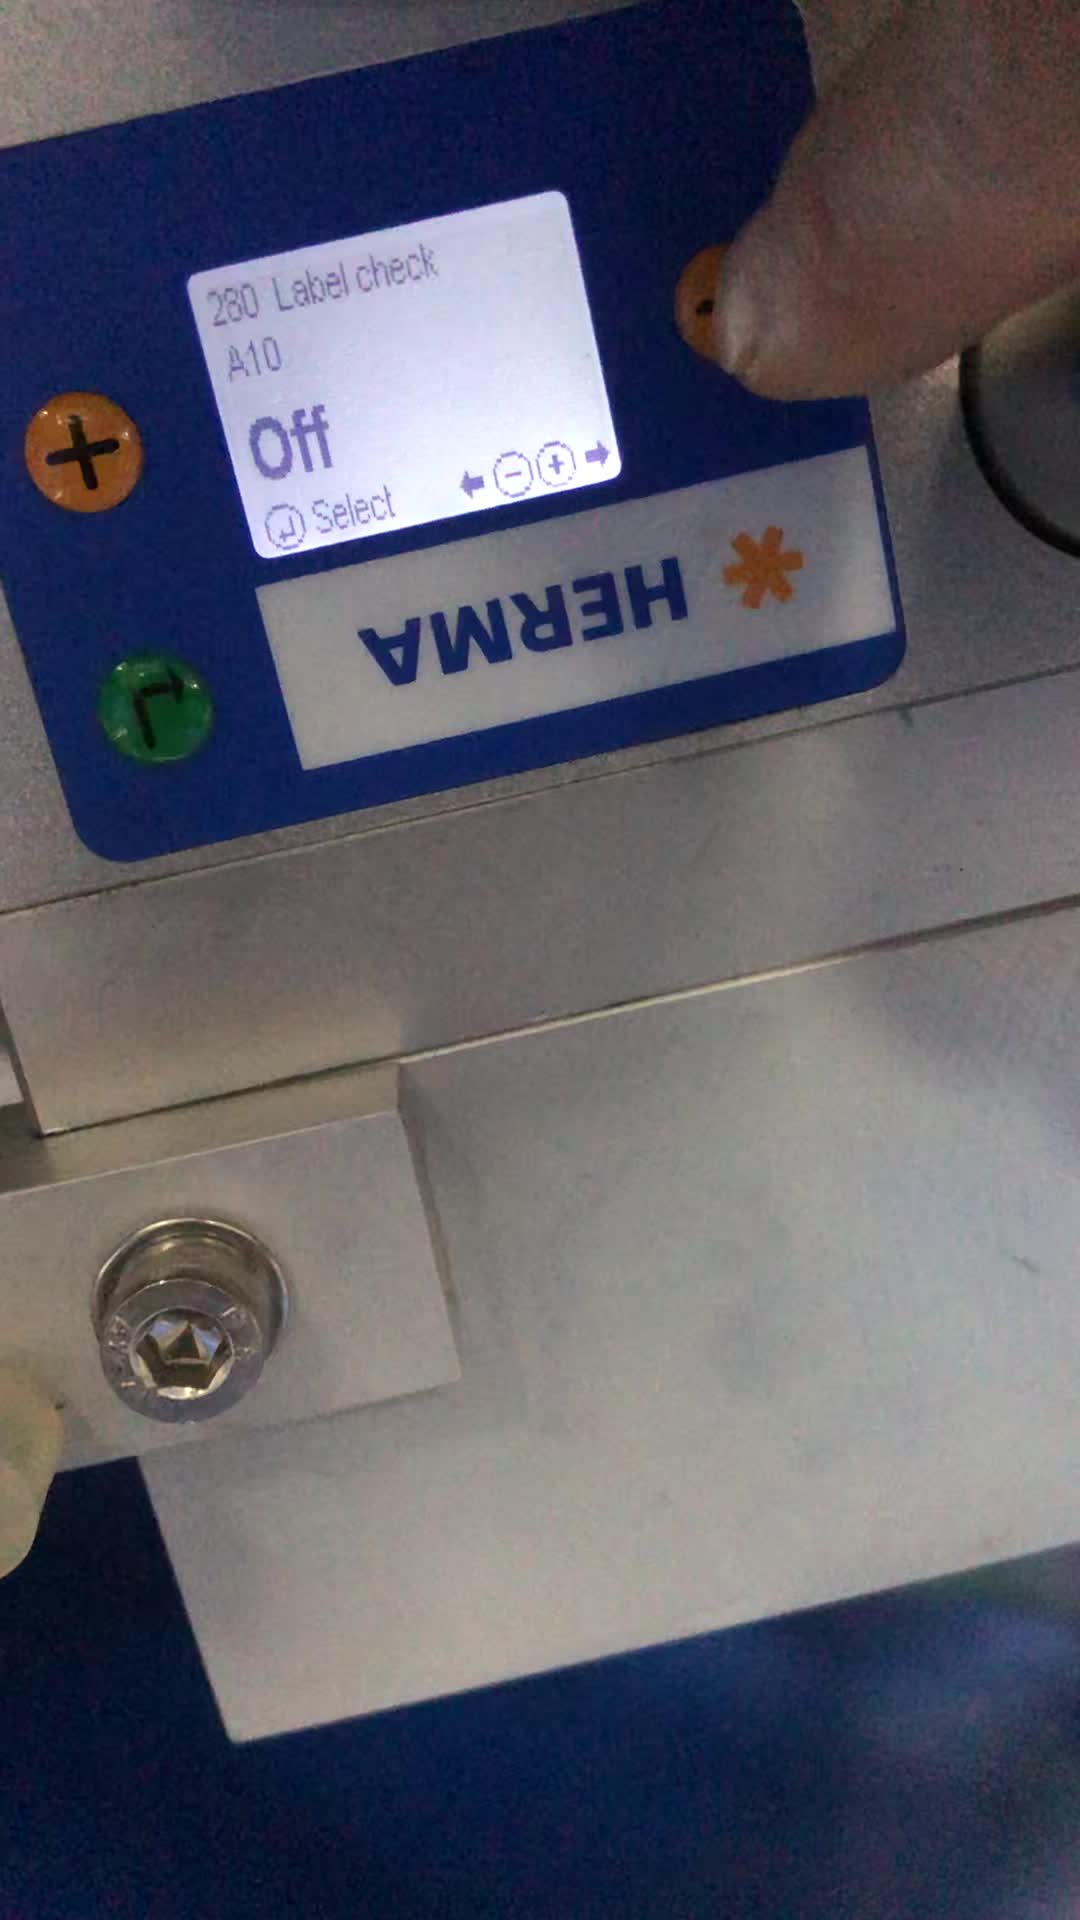 280 Label check
A10
Off
Select
HERMA